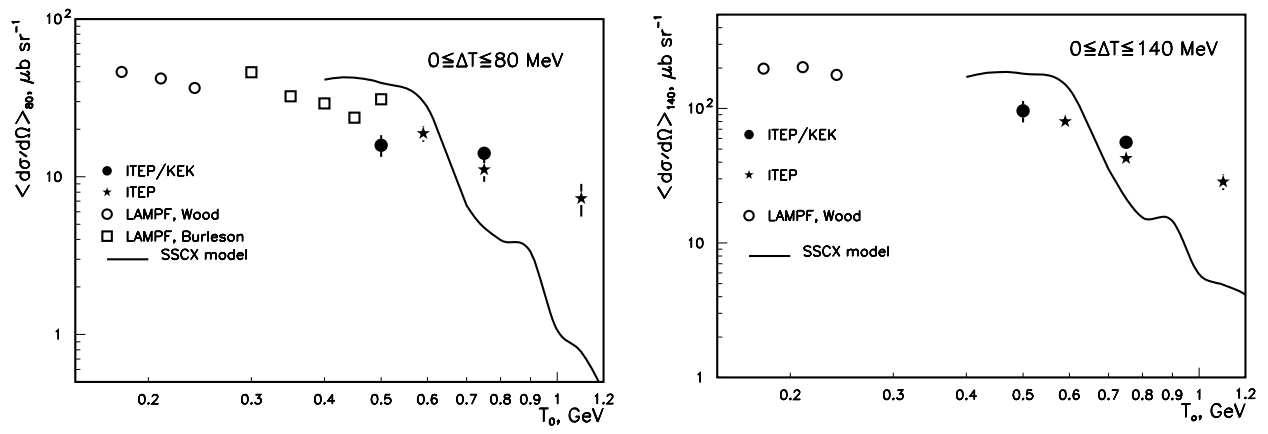 <dσ/dΩ>₈₀, μb sr⁻¹
10²
10
1
0≦ΔT≦80 MeV
ITEP/KEK
ITEP
LAMPF, Wood
LAMPF, Burleson
SSCX model
0.2 0.3 0.4 0.5 0.6 0.7 0.8 0.9 1 1.2
T₀, GeV
<dσ/dΩ>₁₄₀, μb sr⁻¹
10²
10
1
0≦ΔT≦140 MeV
ITEP/KEK
ITEP
LAMPF, Wood
SSCX model
0.2 0.3 0.4 0.5 0.6 0.7 0.8 0.9 1 1.2
Tₒ, GeV